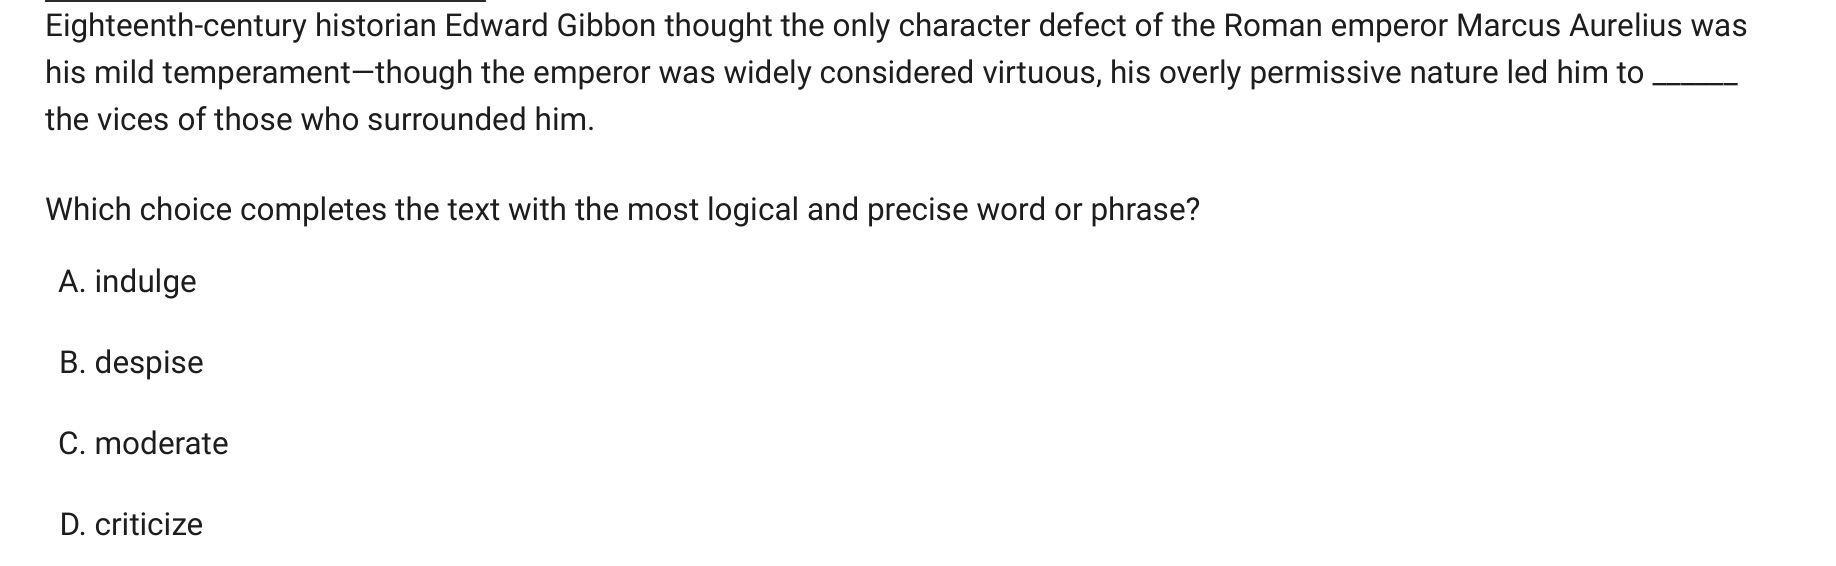 Eighteenth-century historian Edward Gibbon thought the only character defect of the Roman emperor Marcus Aurelius was
his mild temperament—though the emperor was widely considered virtuous, his overly permissive nature led him to ______
the vices of those who surrounded him.
Which choice completes the text with the most logical and precise word or phrase?
A. indulge
B. despise
C. moderate
D. criticize